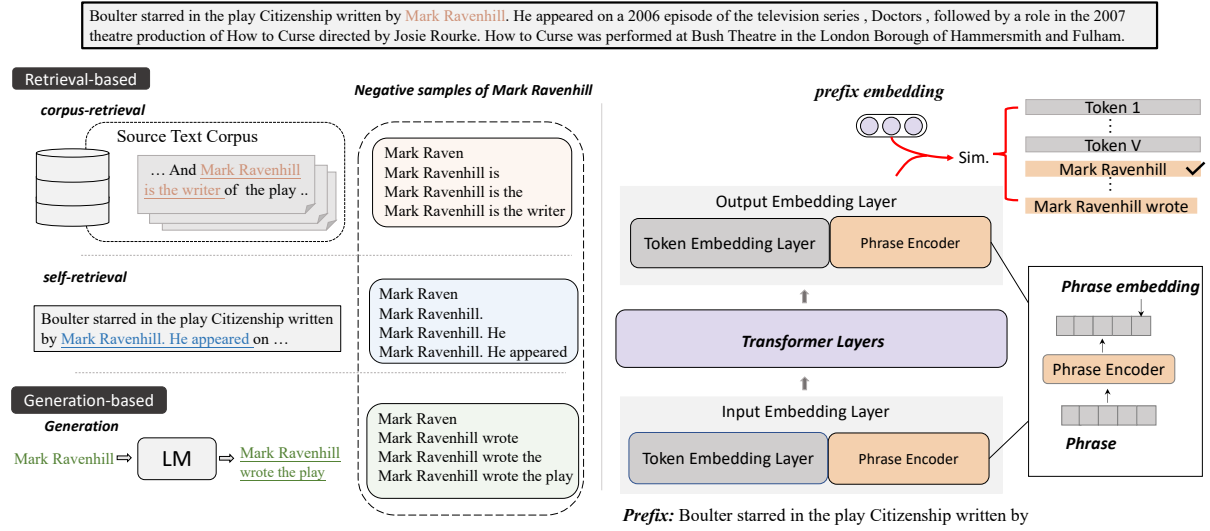 Boulter starred in the play Citizenship written by Mark Ravenhill. He appeared on a 2006 episode of the television series , Doctors , followed by a role in the 2007
theatre production of How to Curse directed by Josie Rourke. How to Curse was performed at Bush Theatre in the London Borough of Hammersmith and Fulham.
Retrieval-based
corpus-retrieval
Source Text Corpus
… And Mark Ravenhill
is the writer of the play ..
self-retrieval
Boulter starred in the play Citizenship written
by Mark Ravenhill. He appeared on …
Generation-based
Generation
Mark Ravenhill
LM
Mark Ravenhill
wrote the play
Negative samples of Mark Ravenhill
Mark Raven
Mark Ravenhill is
Mark Ravenhill is the
Mark Ravenhill is the writer
Mark Raven
Mark Ravenhill.
Mark Ravenhill. He
Mark Ravenhill. He appeared
Mark Raven
Mark Ravenhill wrote
Mark Ravenhill wrote the
Mark Ravenhill wrote the play
prefix embedding
Sim.
Token 1
⋮
Token V
Mark Ravenhill
⋮
Mark Ravenhill wrote
Output Embedding Layer
Token Embedding Layer
Phrase Encoder
Transformer Layers
Input Embedding Layer
Token Embedding Layer
Phrase Encoder
Phrase embedding
Phrase Encoder
Phrase
Prefix: Boulter starred in the play Citizenship written by